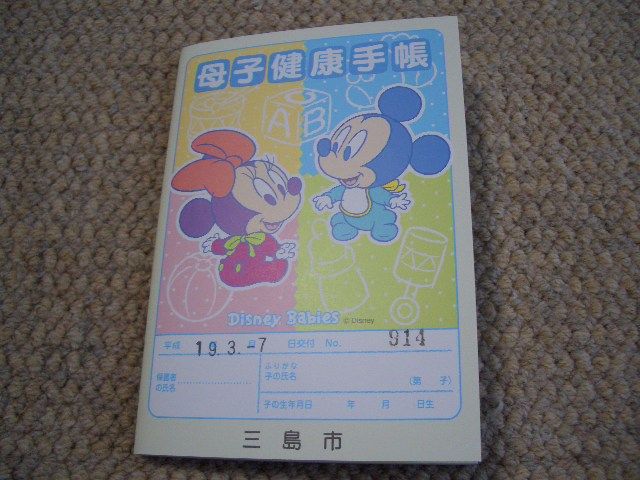 母子健康手帳
A B
Disney Babies © Disney
平成 19.3.-7 日交付 No. 914
保護者の氏名
ふりがな
子の氏名 (第 子)
子の生年月日 年 月 日生
三島市